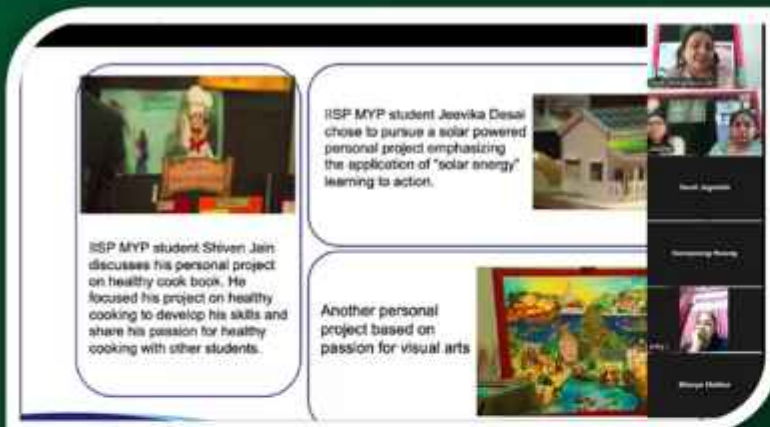 IISP MYP student Jeevika Desai
chose to pursue a solar powered
personal project emphasizing
the application of "solar energy"
learning to action.
IISP MYP student Shiven Jain
discusses his personal project
on healthy cook book. He
focused his project on healthy
cooking to develop his skills and
share his passion for healthy
cooking with other students.
Another personal
project based on
passion for visual arts